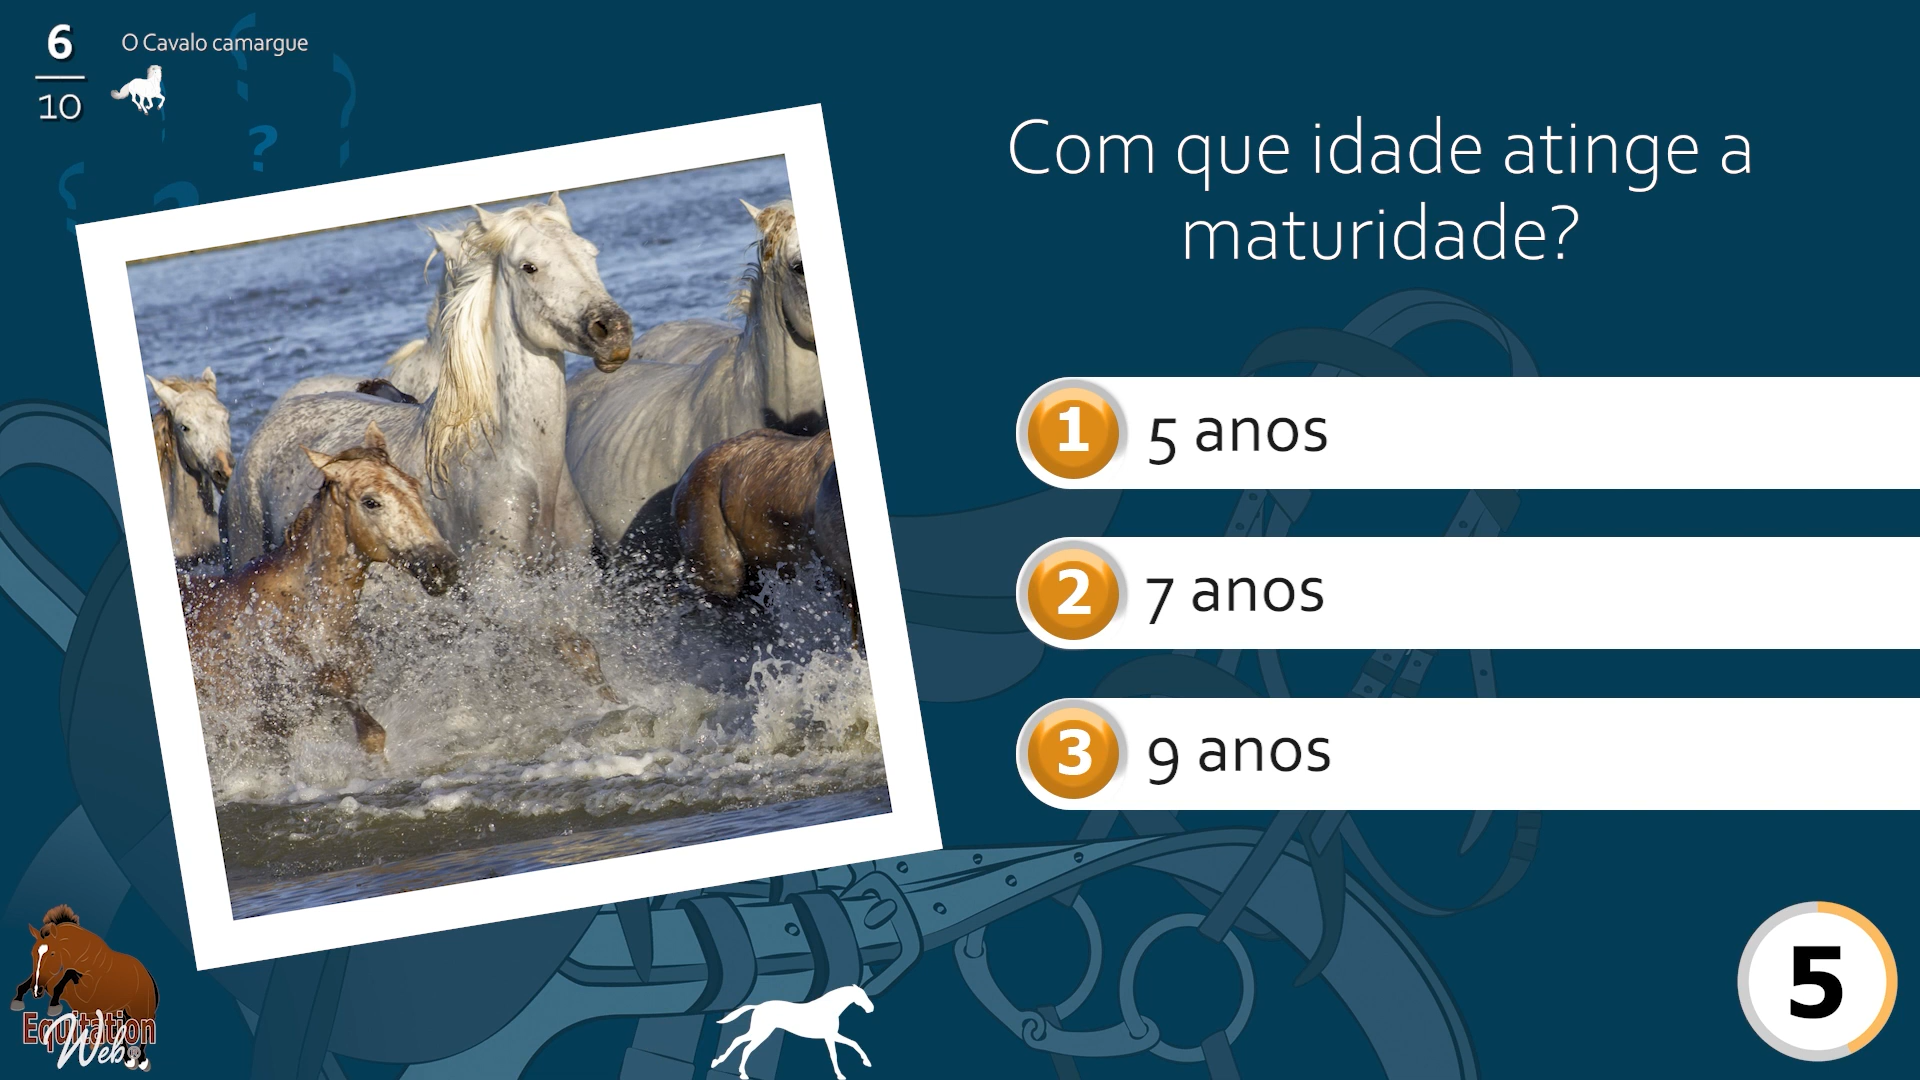 6
10
O Cavalo camargue
Com que idade atinge a
maturidade?
1 5 anos
2 7 anos
3 9 anos
Equitation
Web
5